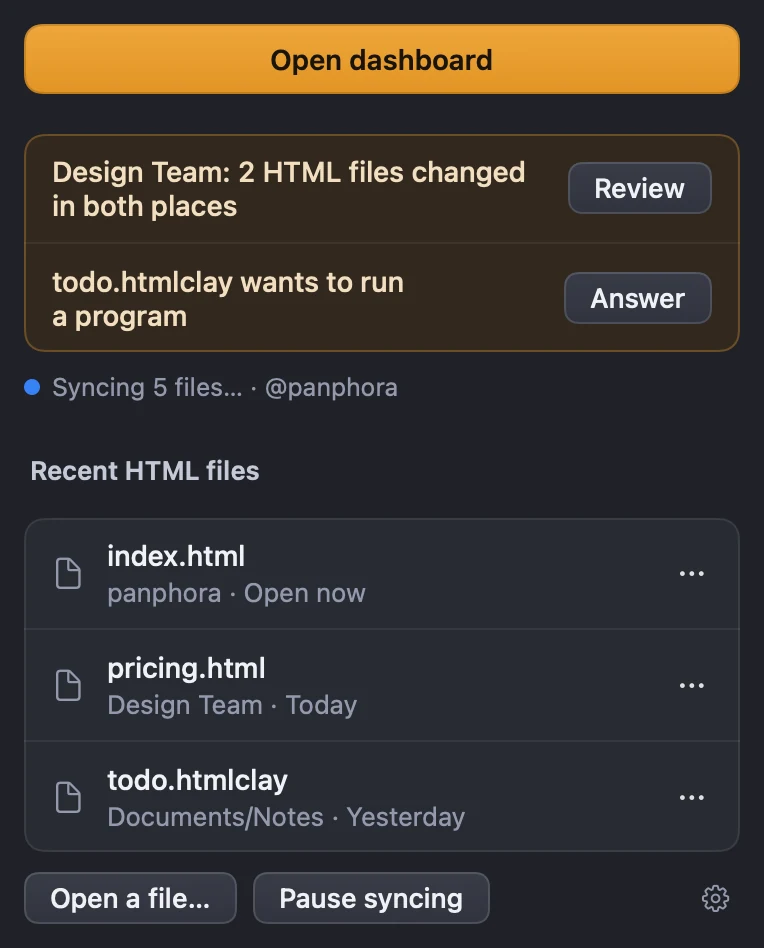 Open dashboard
Design Team: 2 HTML files changed
in both places
Review
todo.htmlclay wants to run
a program
Answer
Syncing 5 files... · @panphora
Recent HTML files
index.html
panphora · Open now
pricing.html
Design Team · Today
todo.htmlclay
Documents/Notes · Yesterday
Open a file...
Pause syncing